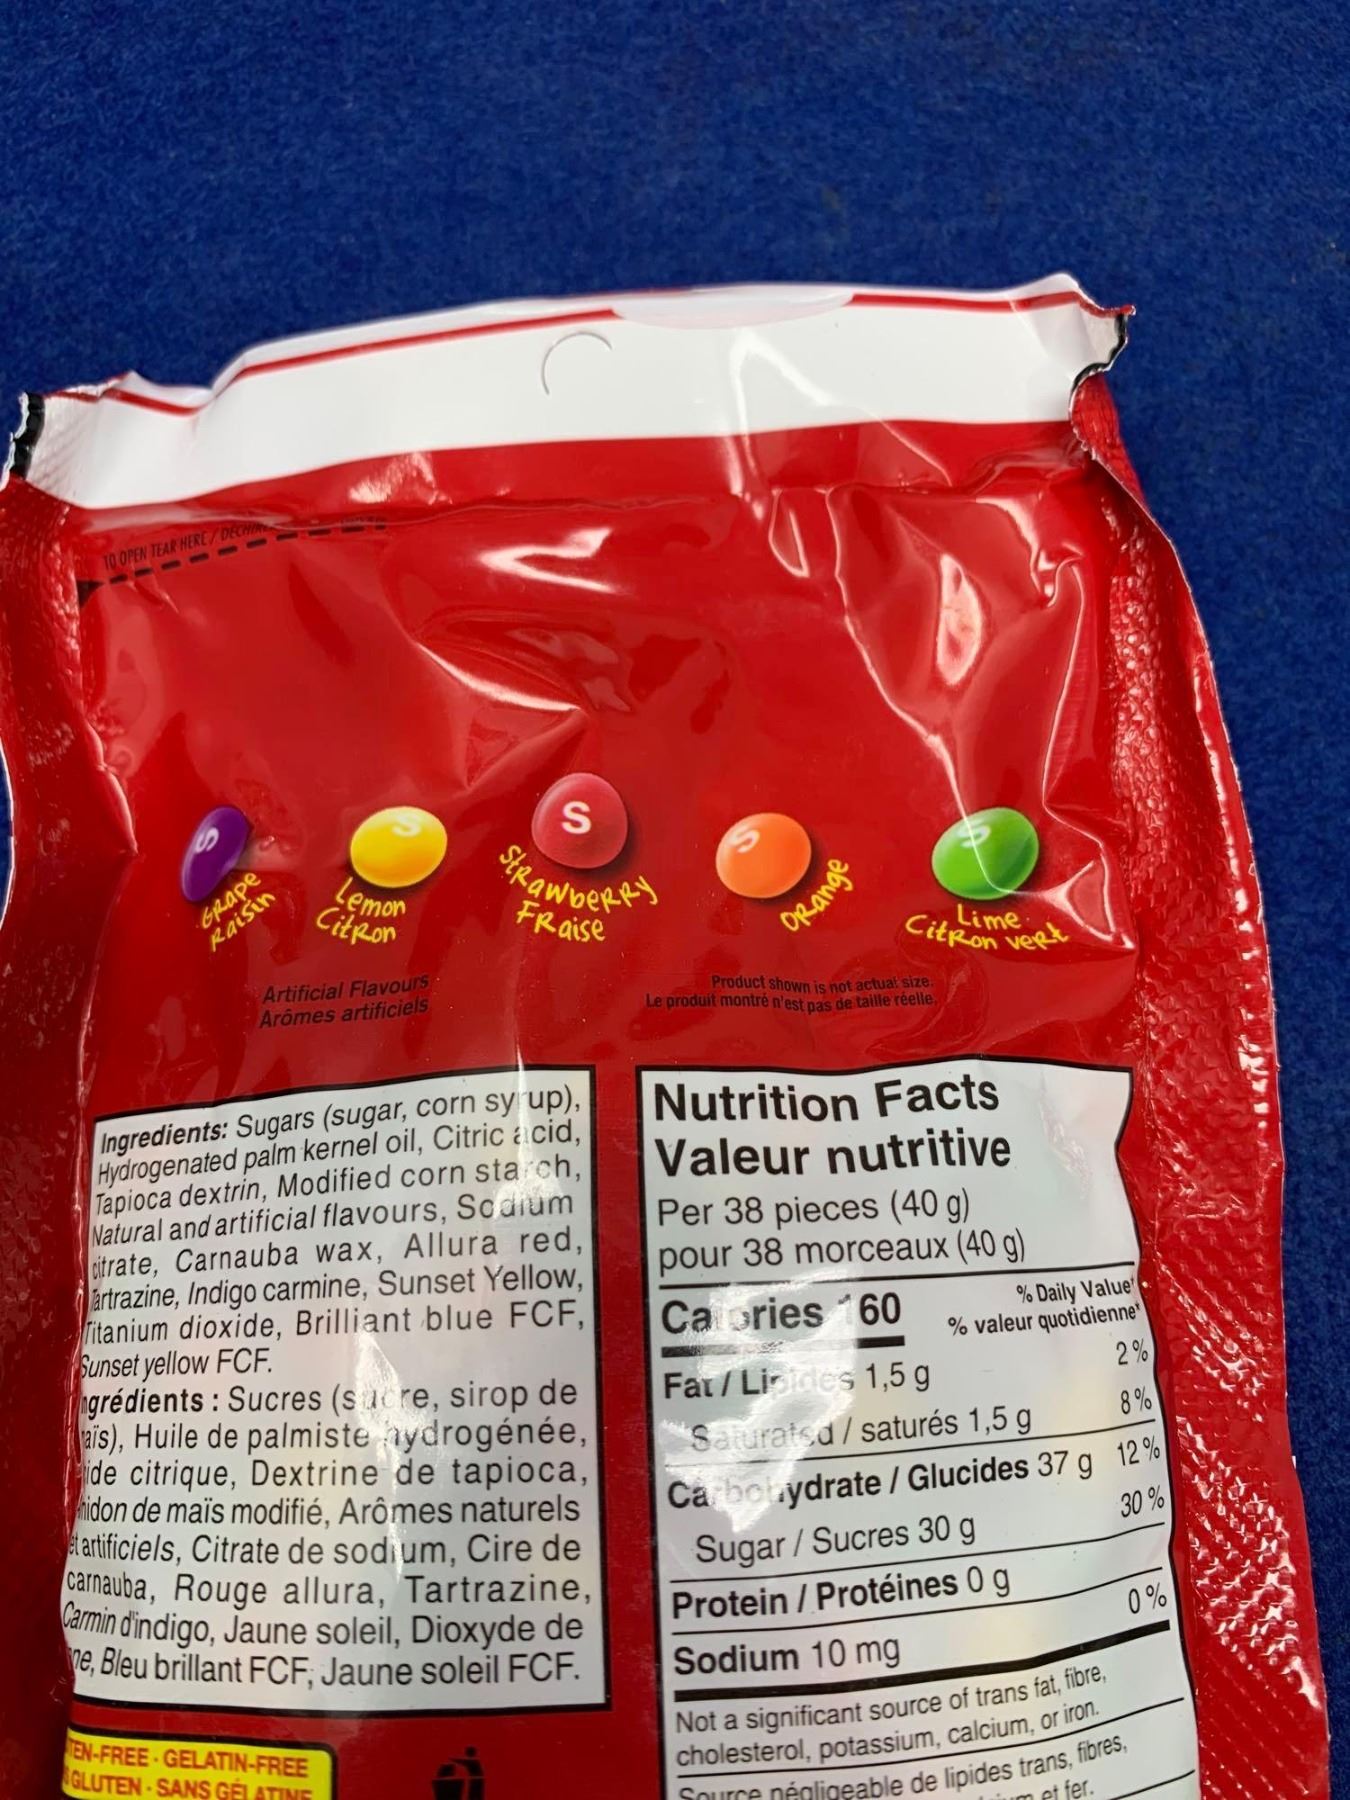 TO OPEN TEAR HERE /
S
S
S
S
S
GRape
Raisin
Lemon
CitRon
StRawbeRRy
FRaise
ORange
Lime
CitRon veRt
Artificial Flavours
Arômes artificiels
Product shown is not actual size.
Le produit montré n'est pas de taille réelle.
Ingredients: Sugars (sugar, corn syrup),
Hydrogenated palm kernel oil, Citric acid,
Tapioca dextrin, Modified corn starch,
Natural and artificial flavours, Sodium
citrate, Carnauba wax, Allura red,
Tartrazine, Indigo carmine, Sunset Yellow,
Titanium dioxide, Brilliant blue FCF,
Sunset yellow FCF.
Ingrédients : Sucres (sucre, sirop de
maïs), Huile de palmiste hydrogénée,
citrique, Dextrine de tapioca,
de maïs modifié, Arômes naturels
et artificiels, Citrate de sodium, Cire de
carnauba, Rouge allura, Tartrazine,
Carmin d'indigo, Jaune soleil, Dioxyde de
Bleu brillant FCF, Jaune soleil FCF.
TEN-FREE · GELATIN-FREE
S GLUTEN · SANS GÉLATINE
Nutrition Facts
Valeur nutritive
Per 38 pieces (40 g)
pour 38 morceaux (40 g)
Calories 160
% Daily Value*
% valeur quotidienne*
Fat / Lipides 1,5 g 2 %
Saturated / saturés 1,5 g 8 %
Carbohydrate / Glucides 37 g 12 %
Sugar / Sucres 30 g 30 %
Protein / Protéines 0 g
Sodium 10 mg 0 %
Not a significant source of trans fat, fibre,
cholesterol, potassium, calcium, or iron.
Source négligeable de lipides trans, fibres,
et fer.